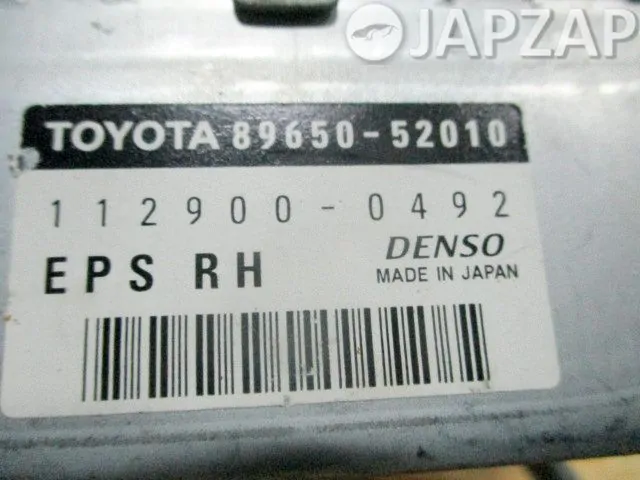 JAPZAP
TOYOTA 89650-52010
112900-0492
EPS RH
DENSO
MADE IN JAPAN